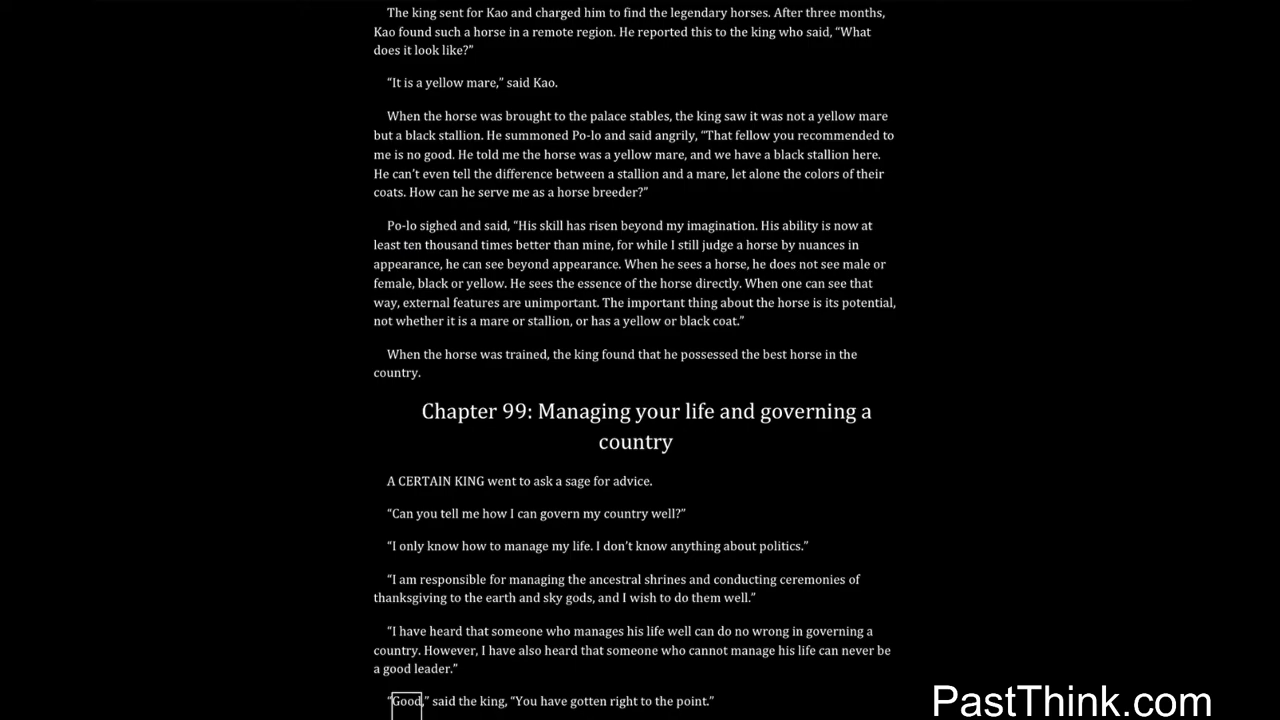 The king sent for Kao and charged him to find the legendary horses. After three months,
Kao found such a horse in a remote region. He reported this to the king who said, “What
does it look like?”
“It is a yellow mare,” said Kao.
When the horse was brought to the palace stables, the king saw it was not a yellow mare
but a black stallion. He summoned Po-lo and said angrily, “That fellow you recommended to
me is no good. He told me the horse was a yellow mare, and we have a black stallion here.
He can’t even tell the difference between a stallion and a mare, let alone the colors of their
coats. How can he serve me as a horse breeder?”
Po-lo sighed and said, “His skill has risen beyond my imagination. His ability is now at
least ten thousand times better than mine, for while I still judge a horse by nuances in
appearance, he can see beyond appearance. When he sees a horse, he does not see male or
female, black or yellow. He sees the essence of the horse directly. When one can see that
way, external features are unimportant. The important thing about the horse is its potential,
not whether it is a mare or stallion, or has a yellow or black coat.”
When the horse was trained, the king found that he possessed the best horse in the
country.
Chapter 99: Managing your life and governing a
country
A CERTAIN KING went to ask a sage for advice.
“Can you tell me how I can govern my country well?”
“I only know how to manage my life. I don’t know anything about politics.”
“I am responsible for managing the ancestral shrines and conducting ceremonies of
thanksgiving to the earth and sky gods, and I wish to do them well.”
“I have heard that someone who manages his life well can do no wrong in governing a
country. However, I have also heard that someone who cannot manage his life can never be
a good leader.”
“Good,” said the king, “You have gotten right to the point.”
PastThink.com